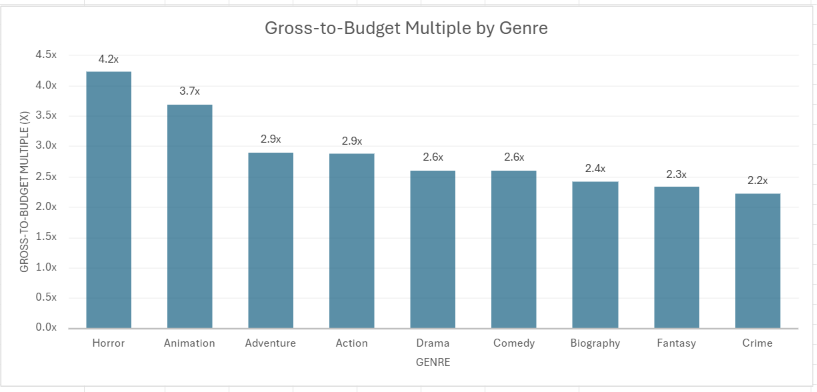 Gross-to-Budget Multiple by Genre
GROSS-TO-BUDGET MULTIPLE (X)
4.5x
4.0x
3.5x
3.0x
2.5x
2.0x
1.5x
1.0x
0.5x
0.0x
4.2x 3.7x 2.9x 2.9x 2.6x 2.6x 2.4x 2.3x 2.2x
Horror Animation Adventure Action Drama Comedy Biography Fantasy Crime
GENRE